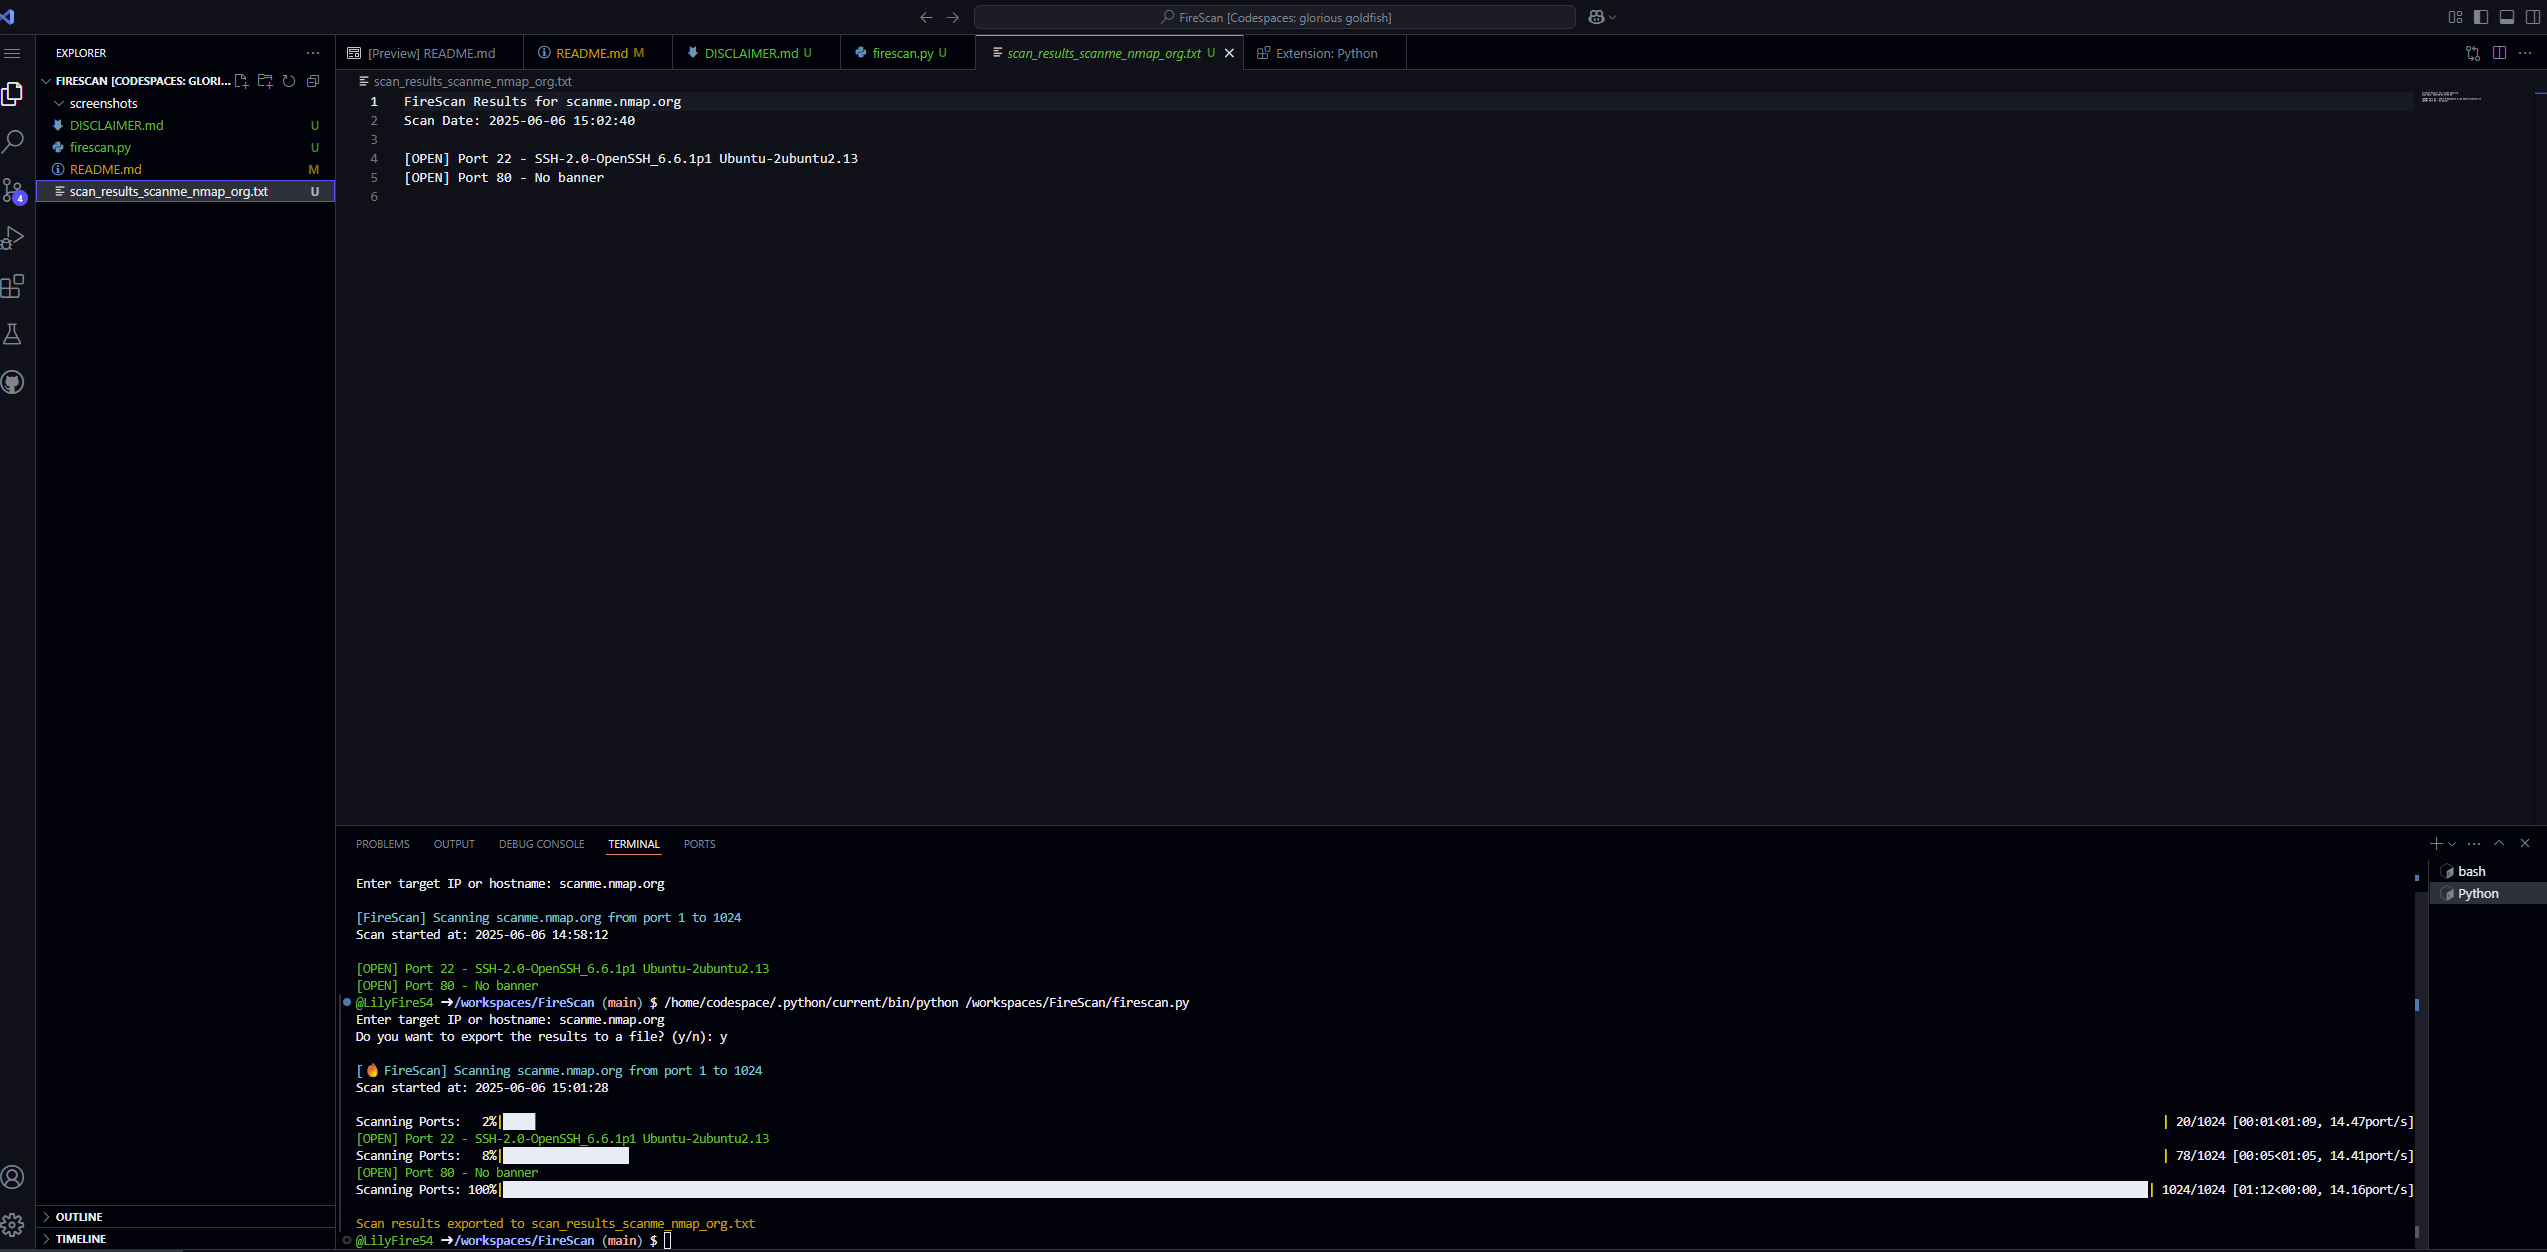 FireScan [Codespaces: glorious goldfish]
EXPLORER
FIRESCAN [CODESPACES: GLORI...
screenshots
DISCLAIMER.md U
firescan.py U
README.md M
scan_results_scanme_nmap_org.txt U
4
OUTLINE
TIMELINE
[Preview] README.md
README.md M
DISCLAIMER.md U
firescan.py U
scan_results_scanme_nmap_org.txt U
Extension: Python
scan_results_scanme_nmap_org.txt
1 FireScan Results for scanme.nmap.org
2 Scan Date: 2025-06-06 15:02:40
3
4 [OPEN] Port 22 - SSH-2.0-OpenSSH_6.6.1p1 Ubuntu-2ubuntu2.13
5 [OPEN] Port 80 - No banner
6
PROBLEMS OUTPUT DEBUG CONSOLE TERMINAL PORTS
Enter target IP or hostname: scanme.nmap.org
[FireScan] Scanning scanme.nmap.org from port 1 to 1024
Scan started at: 2025-06-06 14:58:12
[OPEN] Port 22 - SSH-2.0-OpenSSH_6.6.1p1 Ubuntu-2ubuntu2.13
[OPEN] Port 80 - No banner
@LilyFire54 ➜/workspaces/FireScan (main) $ /home/codespace/.python/current/bin/python /workspaces/FireScan/firescan.py
Enter target IP or hostname: scanme.nmap.org
Do you want to export the results to a file? (y/n): y
[🔥 FireScan] Scanning scanme.nmap.org from port 1 to 1024
Scan started at: 2025-06-06 15:01:28
Scanning Ports: 2%| | 20/1024 [00:01<01:09, 14.47port/s]
[OPEN] Port 22 - SSH-2.0-OpenSSH_6.6.1p1 Ubuntu-2ubuntu2.13
Scanning Ports: 8%| | 78/1024 [00:05<01:05, 14.41port/s]
[OPEN] Port 80 - No banner
Scanning Ports: 100%| | 1024/1024 [01:12<00:00, 14.16port/s]
Scan results exported to scan_results_scanme_nmap_org.txt
@LilyFire54 ➜/workspaces/FireScan (main) $
bash
Python